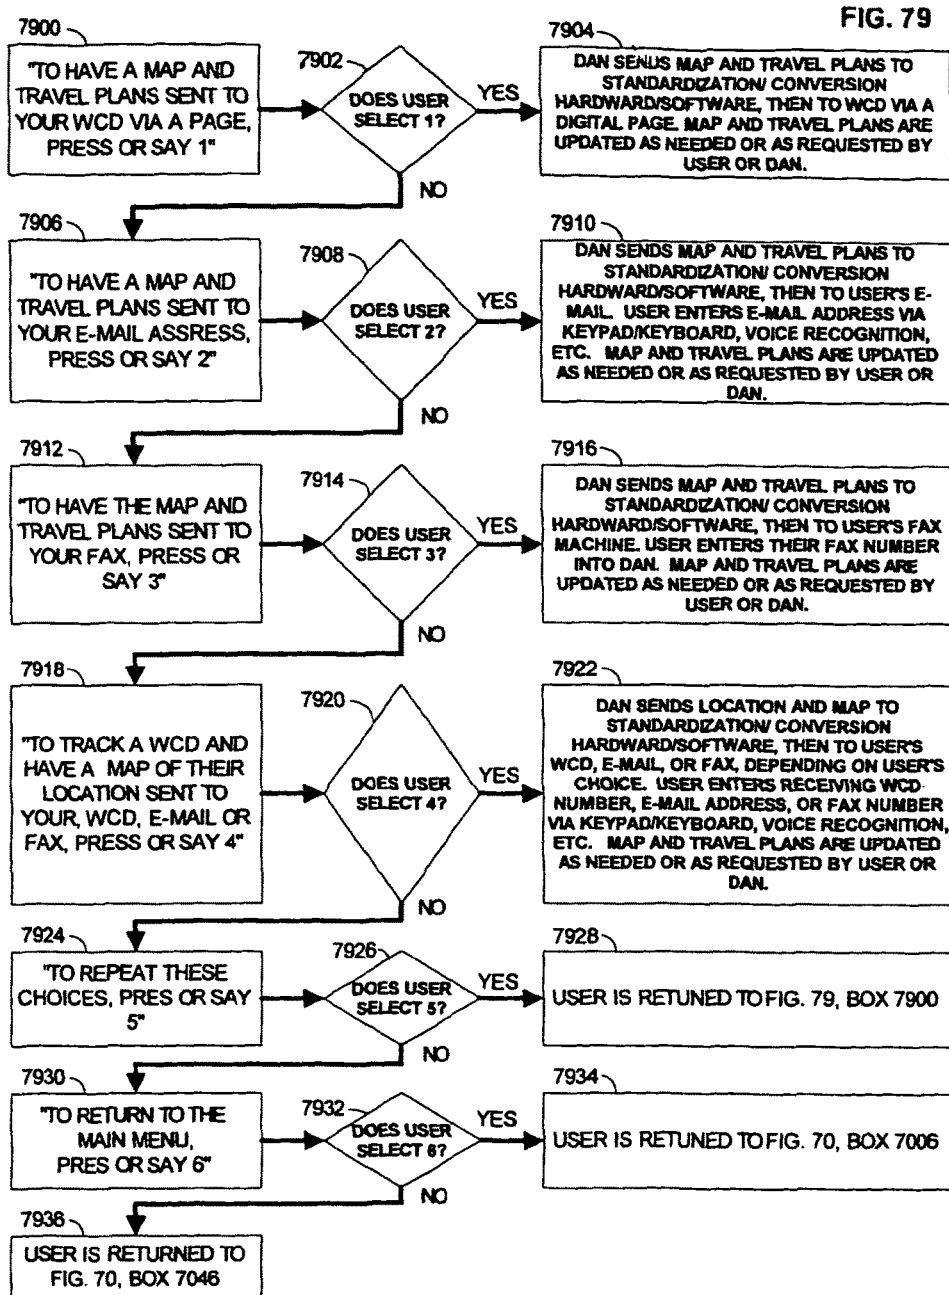 FIG. 79
7900
"TO HAVE A MAP AND
TRAVEL PLANS SENT TO
YOUR WCD VIA A PAGE,
PRESS OR SAY 1"
7902
DOES USER
SELECT 1?
YES
NO
7904
DAN SENDS MAP AND TRAVEL PLANS TO
STANDARDIZATION/ CONVERSION
HARDWARE/SOFTWARE, THEN TO WCD VIA A
DIGITAL PAGE. MAP AND TRAVEL PLANS ARE
UPDATED AS NEEDED OR AS REQUESTED BY
USER OR DAN.
7906
"TO HAVE A MAP AND
TRAVEL PLANS SENT TO
YOUR E-MAIL ASSRESS,
PRESS OR SAY 2"
7908
DOES USER
SELECT 2?
YES
NO
7910
DAN SENDS MAP AND TRAVEL PLANS TO
STANDARDIZATION/ CONVERSION
HARDWARD/SOFTWARE, THEN TO USER'S E-
MAIL. USER ENTERS E-MAIL ADDRESS VIA
KEYPAD/KEYBOARD, VOICE RECOGNITION,
ETC. MAP AND TRAVEL PLANS ARE UPDATED
AS NEEDED OR AS REQUESTED BY USER OR
DAN.
7912
"TO HAVE THE MAP AND
TRAVEL PLANS SENT TO
YOUR FAX, PRESS OR
SAY 3"
7914
DOES USER
SELECT 3?
YES
NO
7916
DAN SENDS MAP AND TRAVEL PLANS TO
STANDARDIZATION/ CONVERSION
HARDWARD/SOFTWARE, THEN TO USER'S FAX
MACHINE. USER ENTERS THEIR FAX NUMBER
INTO DAN. MAP AND TRAVEL PLANS ARE
UPDATED AS NEEDED OR AS REQUESTED BY
USER OR DAN.
7918
"TO TRACK A WCD AND
HAVE A MAP OF THEIR
LOCATION SENT TO
YOUR, WCD, E-MAIL OR
FAX, PRESS OR SAY 4"
7920
DOES USER
SELECT 4?
YES
NO
7922
DAN SENDS LOCATION AND MAP TO
STANDARDIZATION/ CONVERSION
HARDWARD/SOFTWARE, THEN TO USER'S
WCD, E-MAIL, OR FAX, DEPENDING ON USER'S
CHOICE. USER ENTERS RECEIVING WCD
NUMBER, E-MAIL ADDRESS, OR FAX NUMBER
VIA KEYPAD/KEYBOARD, VOICE RECOGNITION,
ETC. MAP AND TRAVEL PLANS ARE UPDATED
AS NEEDED OR AS REQUESTED BY USER OR
DAN.
7924
"TO REPEAT THESE
CHOICES, PRES OR SAY
5"
7926
DOES USER
SELECT 5?
YES
NO
7928
USER IS RETUNED TO FIG. 79, BOX 7900
7930
"TO RETURN TO THE
MAIN MENU,
PRES OR SAY 6"
7932
DOES USER
SELECT 6?
YES
NO
7934
USER IS RETUNED TO FIG. 70, BOX 7006
7936
USER IS RETURNED TO
FIG. 70, BOX 7046